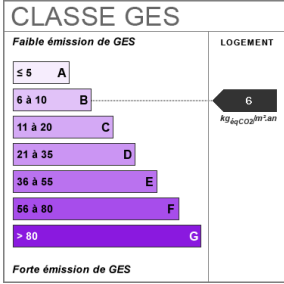 CLASSE GES
Faible émission de GES
LOGEMENT
≤ 5 A
6 à 10 B
6
kgéqCO2/m².an
11 à 20 C
21 à 35 D
36 à 55 E
56 à 80 F
> 80 G
Forte émission de GES